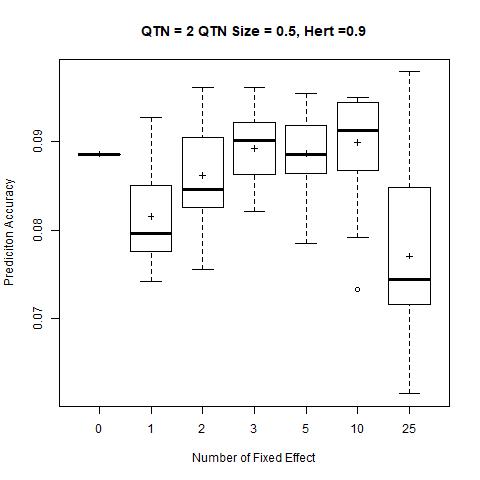 QTN = 2 QTN Size = 0.5, Hert =0.9
Prediciton Accuracy
0.09
0.08
0.07
0 1 2 3 5 10 25
Number of Fixed Effect